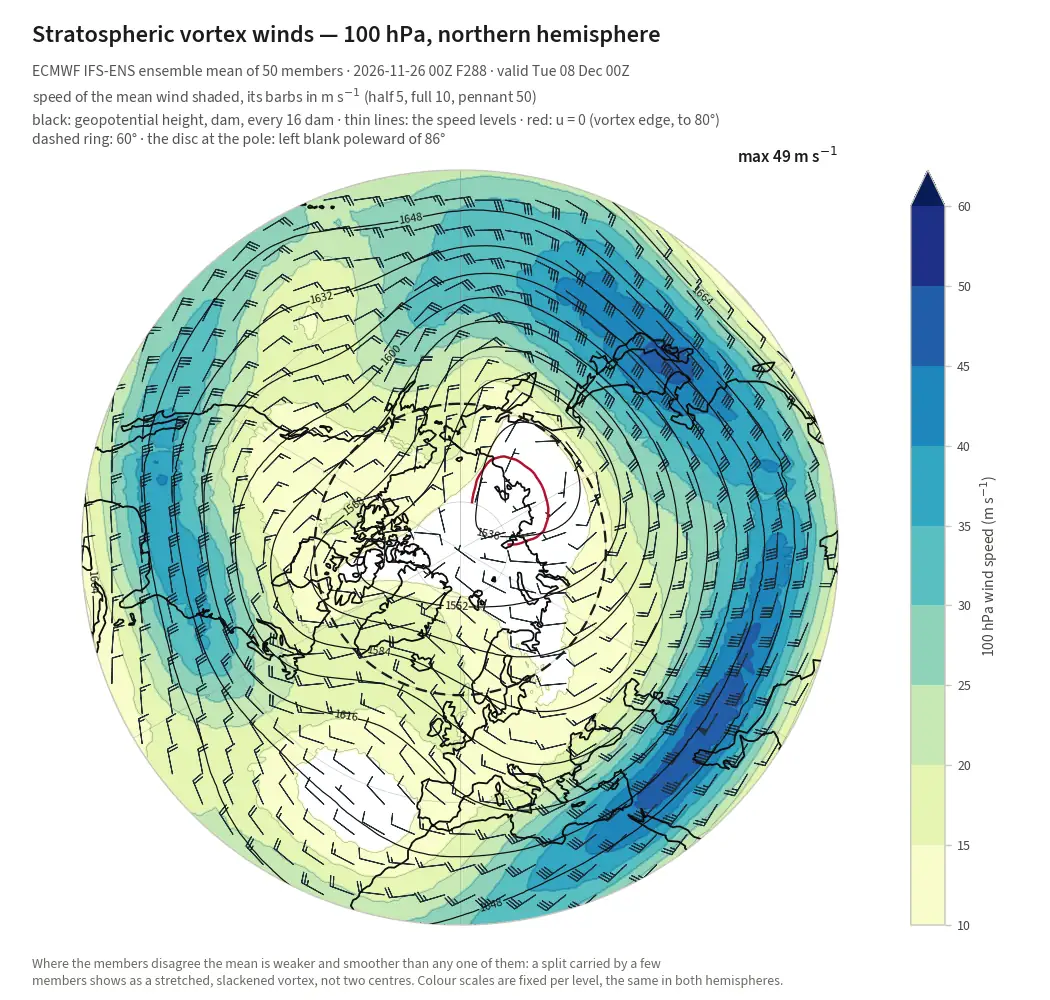 Stratospheric vortex winds — 100 hPa, northern hemisphere
ECMWF IFS-ENS ensemble mean of 50 members · 2026-11-26 00Z F288 · valid Tue 08 Dec 00Z
speed of the mean wind shaded, its barbs in m s⁻¹ (half 5, full 10, pennant 50)
black: geopotential height, dam, every 16 dam · thin lines: the speed levels · red: u = 0 (vortex edge, to 80°)
dashed ring: 60° · the disc at the pole: left blank poleward of 86°
max 49 m s⁻¹
1648
1664
1632
1600
1568
1536
1552
1584
1616
1648
60
50
45
40
35
30
25
20
15
10
100 hPa wind speed (m s⁻¹)
Where the members disagree the mean is weaker and smoother than any one of them: a split carried by a few
members shows as a stretched, slackened vortex, not two centres. Colour scales are fixed per level, the same in both hemispheres.